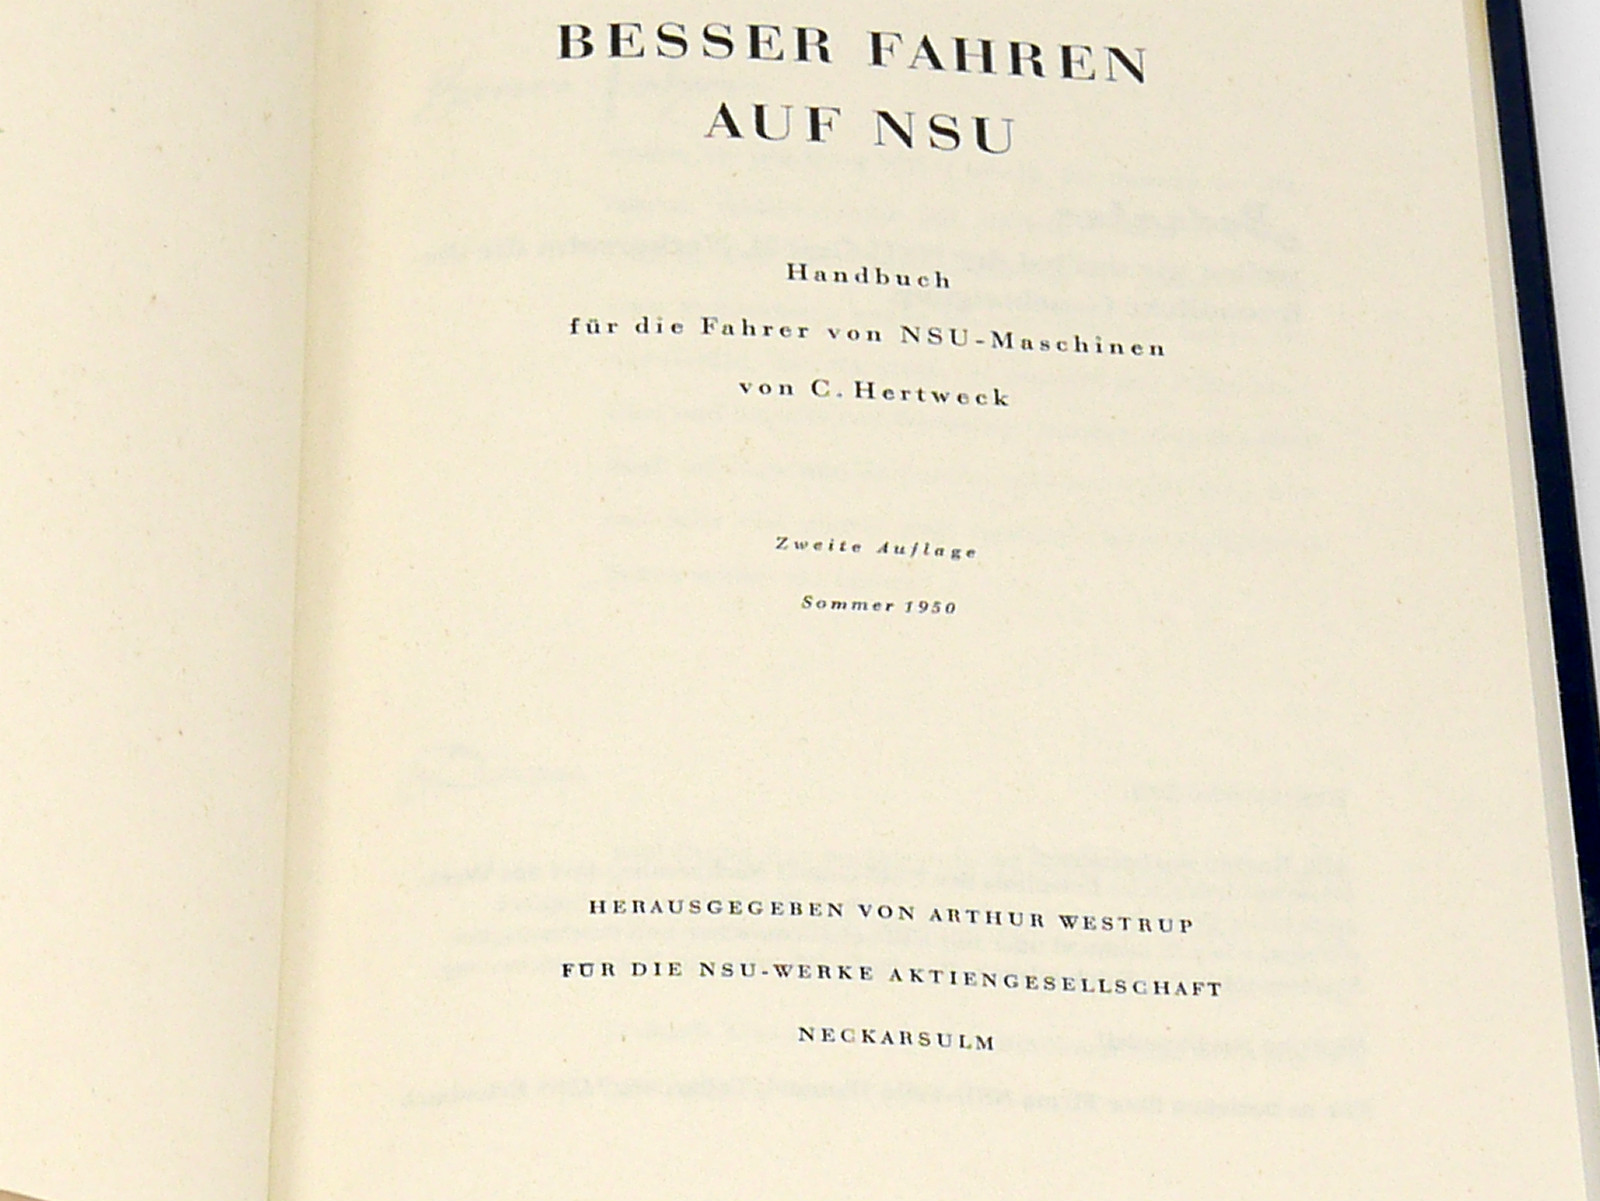 BESSER FAHREN
AUF NSU
Handbuch
für die Fahrer von NSU-Maschinen
von C. Hertweck
Zweite Auflage
Sommer 1950
HERAUSGEGEBEN VON ARTHUR WESTRUP
FÜR DIE NSU-WERKE AKTIENGESELLSCHAFT
NECKARSULM